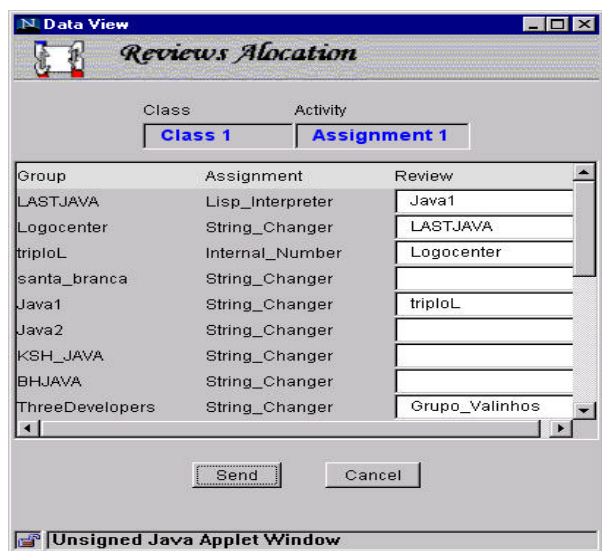 Data View
Reviews Alocation
Class Activity
Class 1 Assignment 1
Group Assignment Review
LASTJAVA Lisp_Interpreter Java1
Logocenter String_Changer LASTJAVA
triploL Internal_Number Logocenter
santa_branca String_Changer
Java1 String_Changer triploL
Java2 String_Changer
KSH_JAVA String_Changer
BHJAVA String_Changer
ThreeDevelopers String_Changer Grupo_Valinhos
Send Cancel
Unsigned Java Applet Window